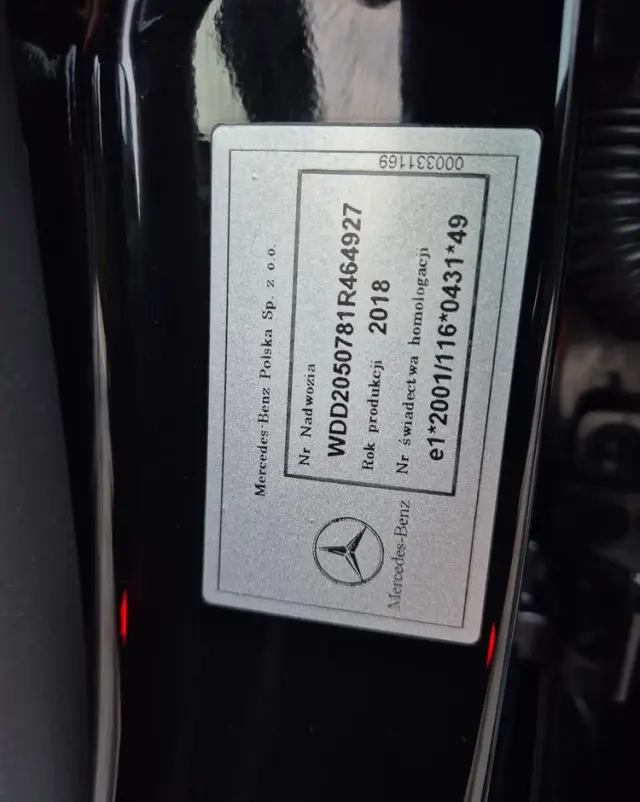 Mercedes-Benz Polska Sp. z o.o.
Nr Nadwozia
WDD2050781R464927
Rok produkcji 2018
Nr świadectwa homologacji
e1*2001/116*0431*49
Mercedes-Benz
000331169